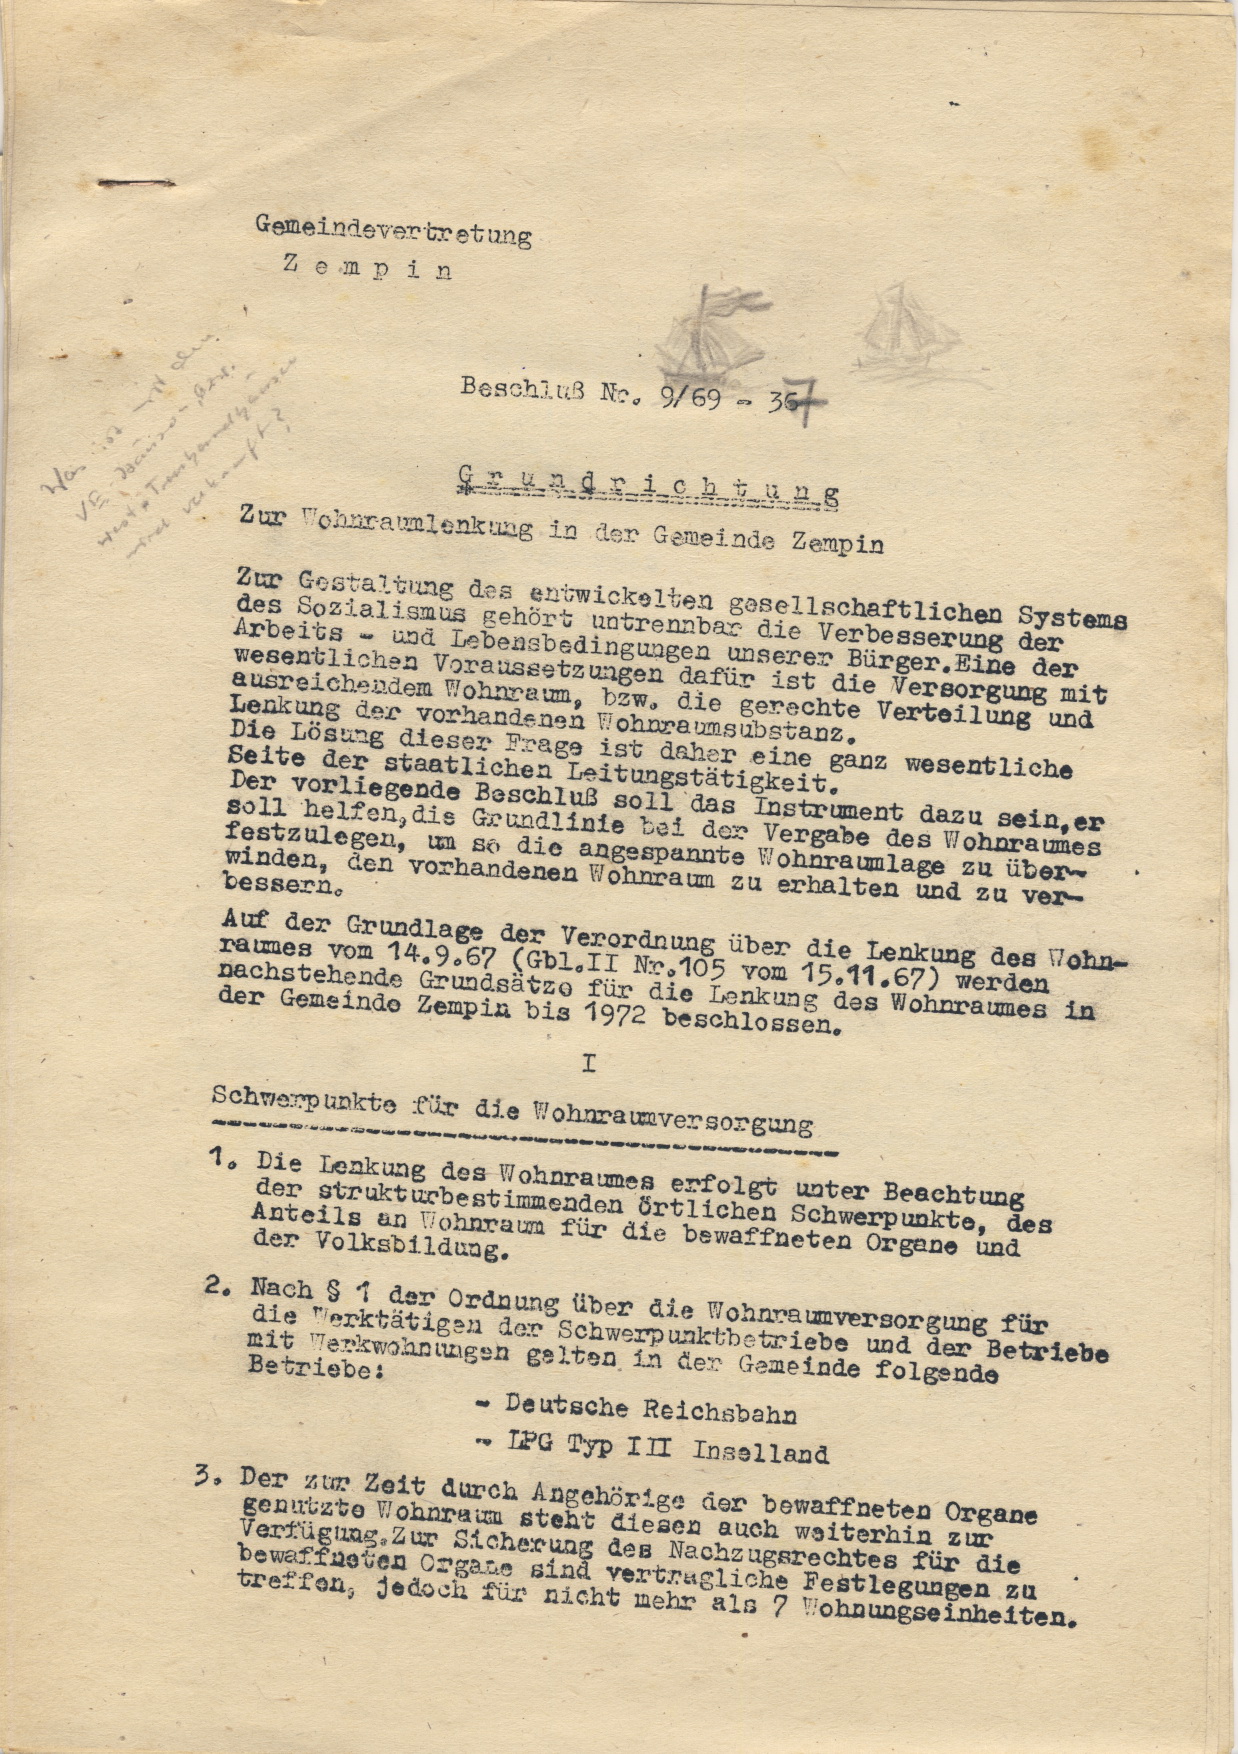 Gemeindevertretung
Z e m p i n
Beschluß Nr. 9/69 - 367
G r u n d r i c h t u n g
Zur Wohnraumlenkung in der Gemeinde Zempin
Zur Gestaltung des entwickelten gesellschaftlichen Systems
des Sozialismus gehört untrennbar die Verbesserung der
Arbeits - und Lebensbedingungen unserer Bürger.Eine der
wesentlichen Voraussetzungen dafür ist die Versorgung mit
ausreichendem Wohnraum, bzw. die gerechte Verteilung und
Lenkung der vorhandenen Wohnraumsubstanz.
Die Lösung dieser Frage ist daher eine ganz wesentliche
Seite der staatlichen Leitungstätigkeit.
Der vorliegende Beschluß soll das Instrument dazu sein,er
soll helfen,die Grundlinie bei der Vergabe des Wohnraumes
festzulegen, um so die angespannte Wohnraumlage zu über-
winden, den vorhandenen Wohnraum zu erhalten und zu ver-
bessern.
Auf der Grundlage der Verordnung über die Lenkung des Wohn-
raumes vom 14.9.67 (Gbl.II Nr.105 vom 15.11.67) werden
nachstehende Grundsätze für die Lenkung des Wohnraumes in
der Gemeinde Zempin bis 1972 beschlossen.
I
Schwerpunkte für die Wohnraumversorgung
1. Die Lenkung des Wohnraumes erfolgt unter Beachtung
der strukturbestimmenden örtlichen Schwerpunkte, des
Anteils an Wohnraum für die bewaffneten Organe und
der Volksbildung.
2. Nach § 1 der Ordnung über die Wohnraumversorgung für
die Werktätigen der Schwerpunktbetriebe und der Betriebe
mit Werkwohnungen gelten in der Gemeinde folgende
Betriebe:
- Deutsche Reichsbahn
- LPG Typ III Inselland
3. Der zur Zeit durch Angehörige der bewaffneten Organe
genutzte Wohnraum steht diesen auch weiterhin zur
Verfügung.Zur Sicherung des Nachzugsrechtes für die
bewaffneten Organe sind vertragliche Festlegungen zu
treffen, jedoch für nicht mehr als 7 Wohnungseinheiten.
Was ist mit den
VE
verkauft?